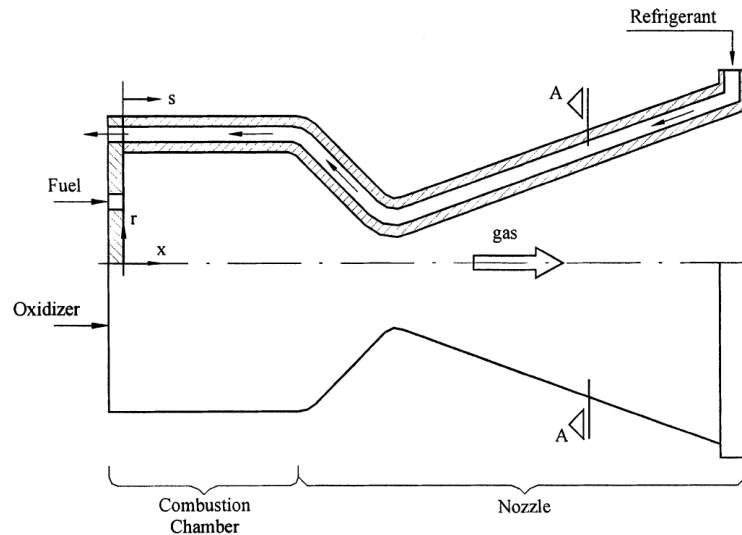 Refrigerant
s
A
Fuel
r
gas
x
Oxidizer
A
Combustion
Chamber
Nozzle